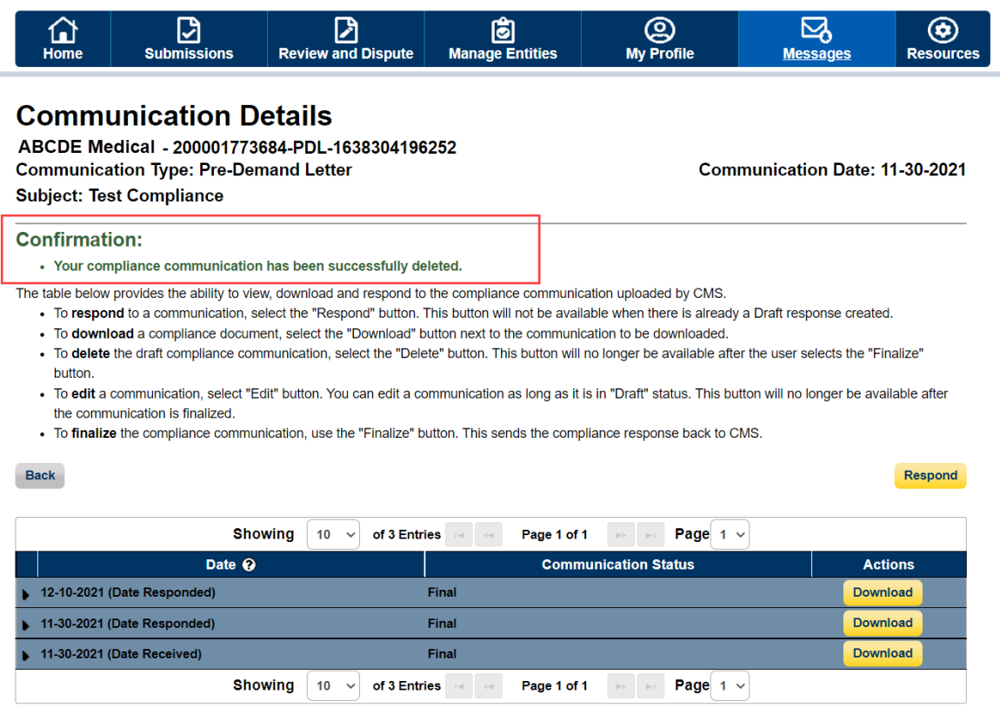 Home Submissions Review and Dispute Manage Entities My Profile Messages Resources
Communication Details
ABCDE Medical - 200001773684-PDL-1638304196252
Communication Type: Pre-Demand Letter Communication Date: 11-30-2021
Subject: Test Compliance
Confirmation:
• Your compliance communication has been successfully deleted.
The table below provides the ability to view, download and respond to the compliance communication uploaded by CMS.
• To respond to a communication, select the "Respond" button. This button will not be available when there is already a Draft response created.
• To download a compliance document, select the "Download" button next to the communication to be downloaded.
• To delete the draft compliance communication, select the "Delete" button. This button will no longer be available after the user selects the "Finalize"
button.
• To edit a communication, select "Edit" button. You can edit a communication as long as it is in "Draft" status. This button will no longer be available after
the communication is finalized.
• To finalize the compliance communication, use the "Finalize" button. This sends the compliance response back to CMS.
Back Respond
Showing 10 of 3 Entries Page 1 of 1 Page 1
Date ? Communication Status Actions
12-10-2021 (Date Responded) Final Download
11-30-2021 (Date Responded) Final Download
11-30-2021 (Date Received) Final Download
Showing 10 of 3 Entries Page 1 of 1 Page 1